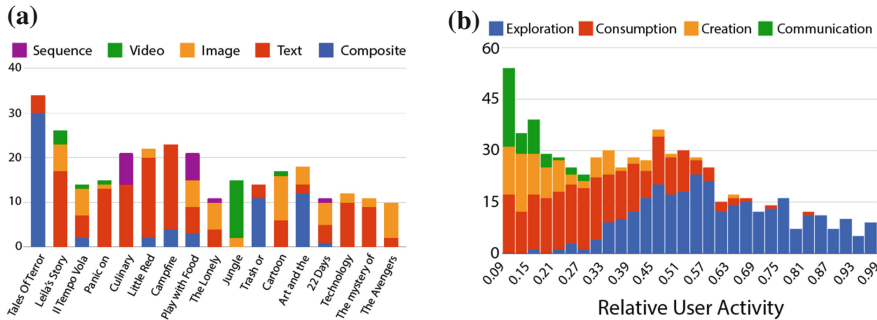 (a)
Sequence Video Image Text Composite
40
30
20
10
0
Tales Of Terror
Leila's Story
Il Tempo Vola
Panic on
Culinary
Little Red
Campfire
Play with Food
The Lonely
Jungle
Trash or
Cartoon
Art and the
22 Days
Technology
The mystery of
The Avengers
(b)
Exploration Consumption Creation Communication
60
45
30
15
0
0.09
0.15
0.21
0.27
0.33
0.39
0.45
0.51
0.57
0.63
0.69
0.75
0.81
0.87
0.93
0.99
Relative User Activity